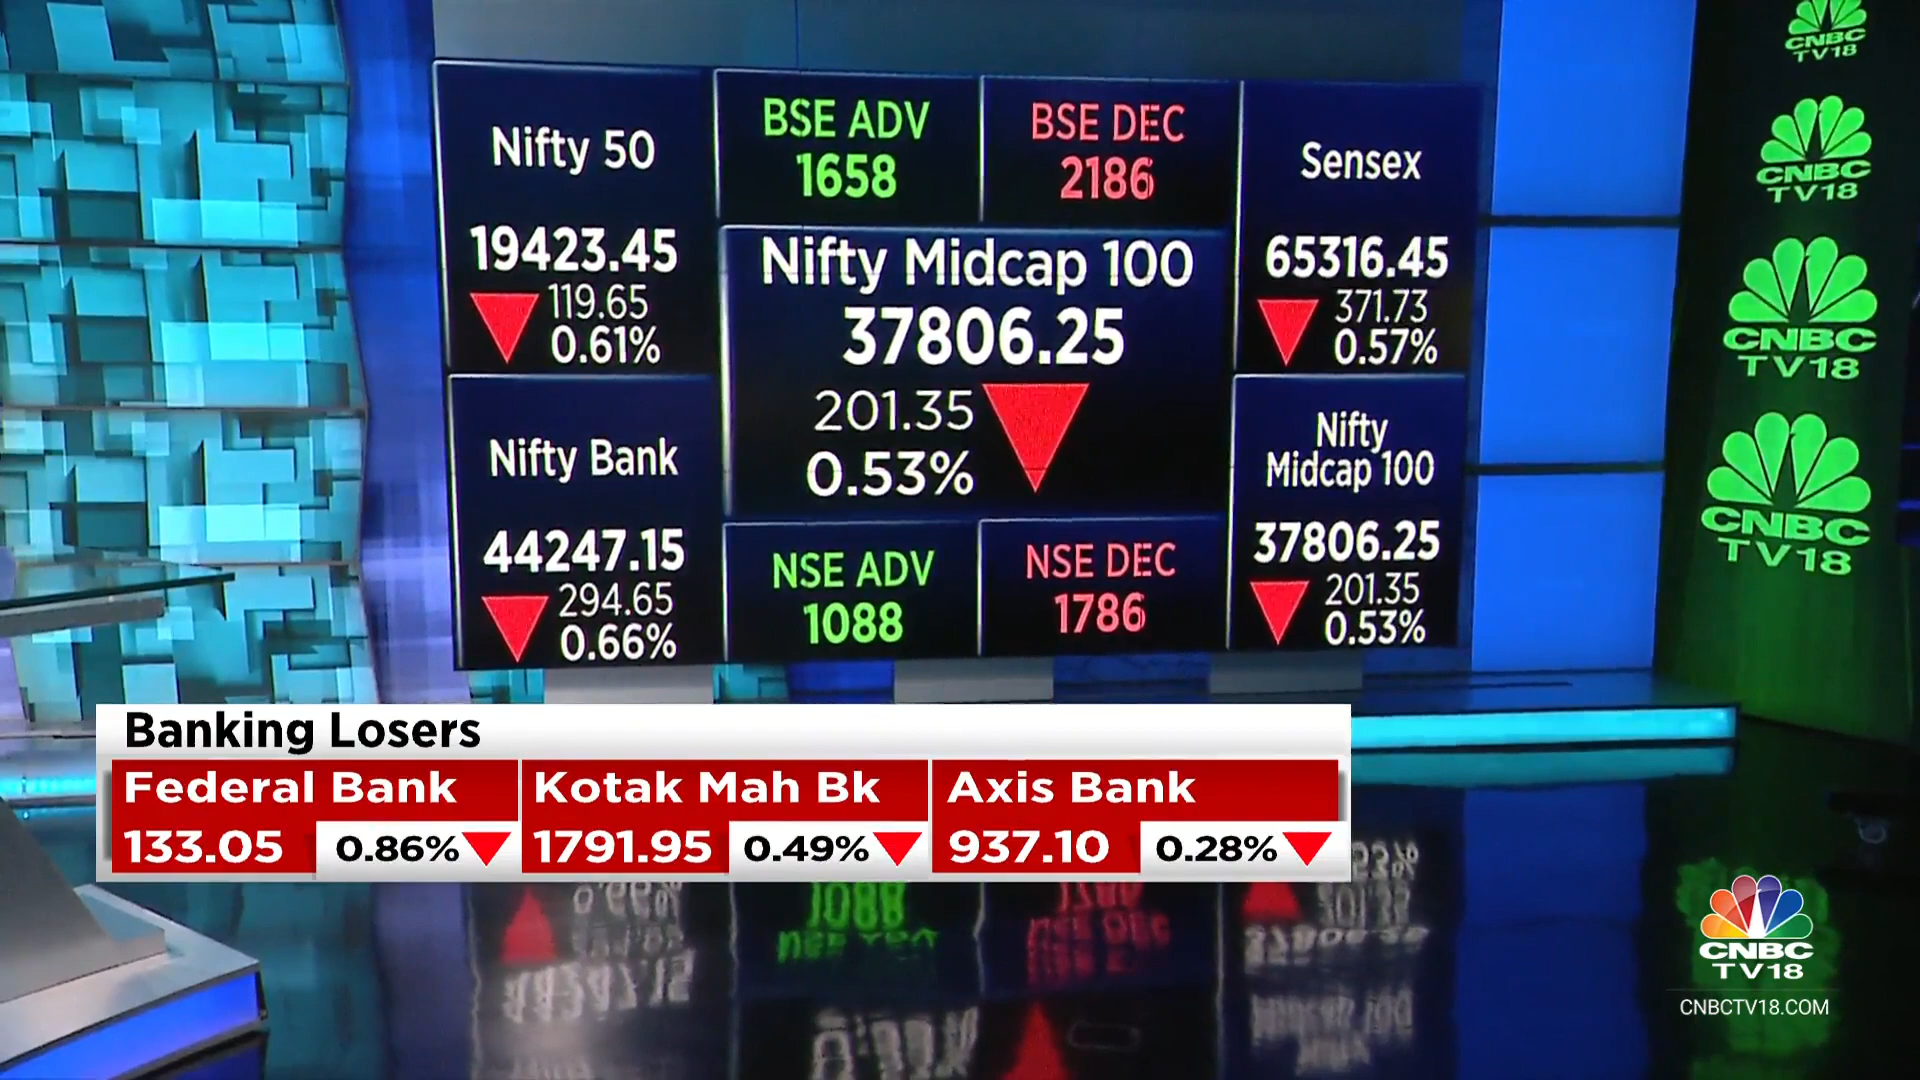 Nifty 50
19423.45
119.65
0.61%
BSE ADV
1658
BSE DEC
2186
Sensex
65316.45
371.73
0.57%
Nifty Midcap 100
37806.25
201.35
0.53%
Nifty Bank
44247.15
294.65
0.66%
NSE ADV
1088
NSE DEC
1786
Nifty
Midcap 100
37806.25
201.35
0.53%
CNBC
TV18
CNBC
TV18
CNBC
TV18
CNBC
TV18
Banking Losers
Federal Bank
133.05 0.86%
Kotak Mah Bk
1791.95 0.49%
Axis Bank
937.10 0.28%
CNBC
TV18
CNBCTV18.COM